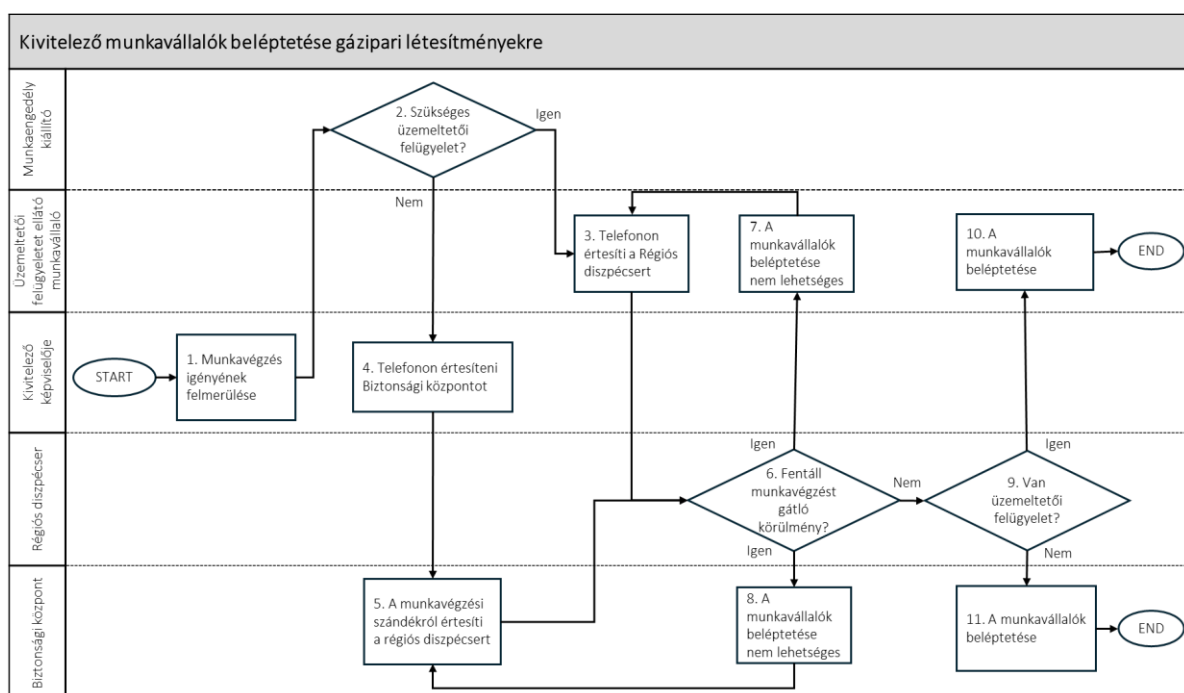 Kivitelező munkavállalók beléptetése gázipari létesítményekre
Munkaengedély
kiállító
2. Szükséges
üzemeltetői
felügyelet?
Igen
Nem
Üzemeltetői
felügyeletet ellátó
munkavállaló
3. Telefonon
értesíti a Régiós
diszpécsert
7. A
munkavállalók
beléptetése
nem lehetséges
10. A
munkavállalók
beléptetése
END
Kivitelező
képviselője
START
1. Munkavégzés
igényének
felmerülése
4. Telefonon értesíteni
Biztonsági központot
Régiós diszpécser
Igen
6. Fentáll
munkavégzést
gátló
körülmény?
Igen
Nem
Igen
9. Van
üzemeltetői
felügyelet?
Nem
Biztonsági központ
5. A munkavégzési
szándékról értesíti
a régiós diszpécsert
8. A
munkavállalók
beléptetése
nem lehetséges
11. A munkavállalók
beléptetése
END